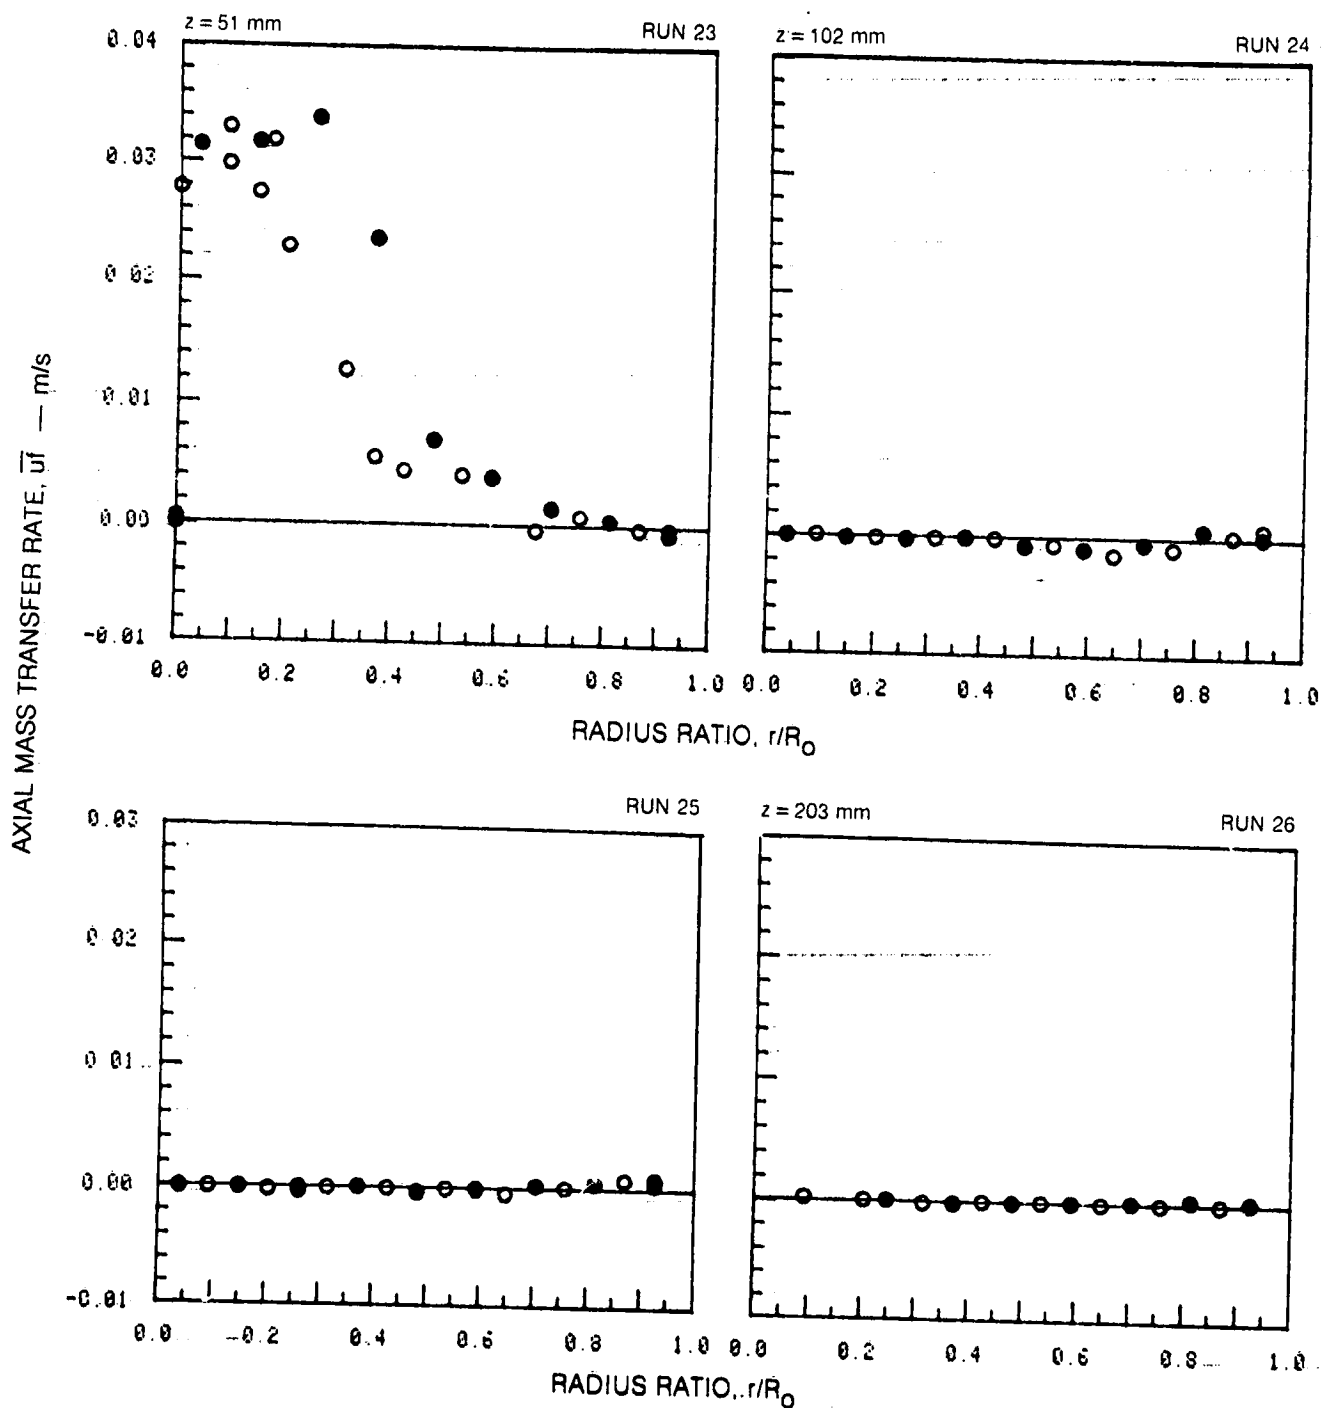 z = 51 mm RUN 23
z = 102 mm RUN 24
0.04
0.03
0.02
0.01
0.00
-0.01
0.0 0.2 0.4 0.6 0.8 1.0
0.0 0.2 0.4 0.6 0.8 1.0
RADIUS RATIO, r/Ro
AXIAL MASS TRANSFER RATE, u̅f̅ — m/s
RUN 25
z = 203 mm RUN 26
0.03
0.02
0.01
0.00
-0.01
0.0 0.2 0.4 0.6 0.8 1.0
0.0 0.2 0.4 0.6 0.8 1.0
RADIUS RATIO, r/Ro